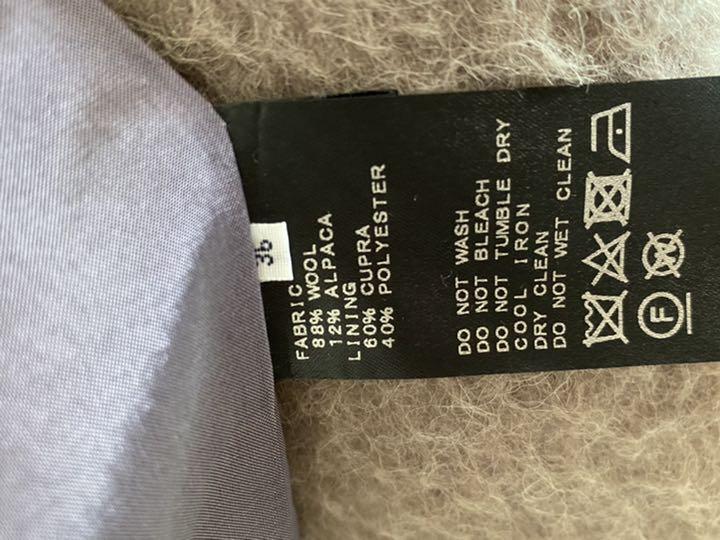 36
FABRIC
88% WOOL
12% ALPACA
LINING
60% CUPRA
40% POLYESTER
DO NOT WASH
DO NOT BLEACH
DO NOT TUMBLE DRY
COOL IRON
DRY CLEAN
DO NOT WET CLEAN
F